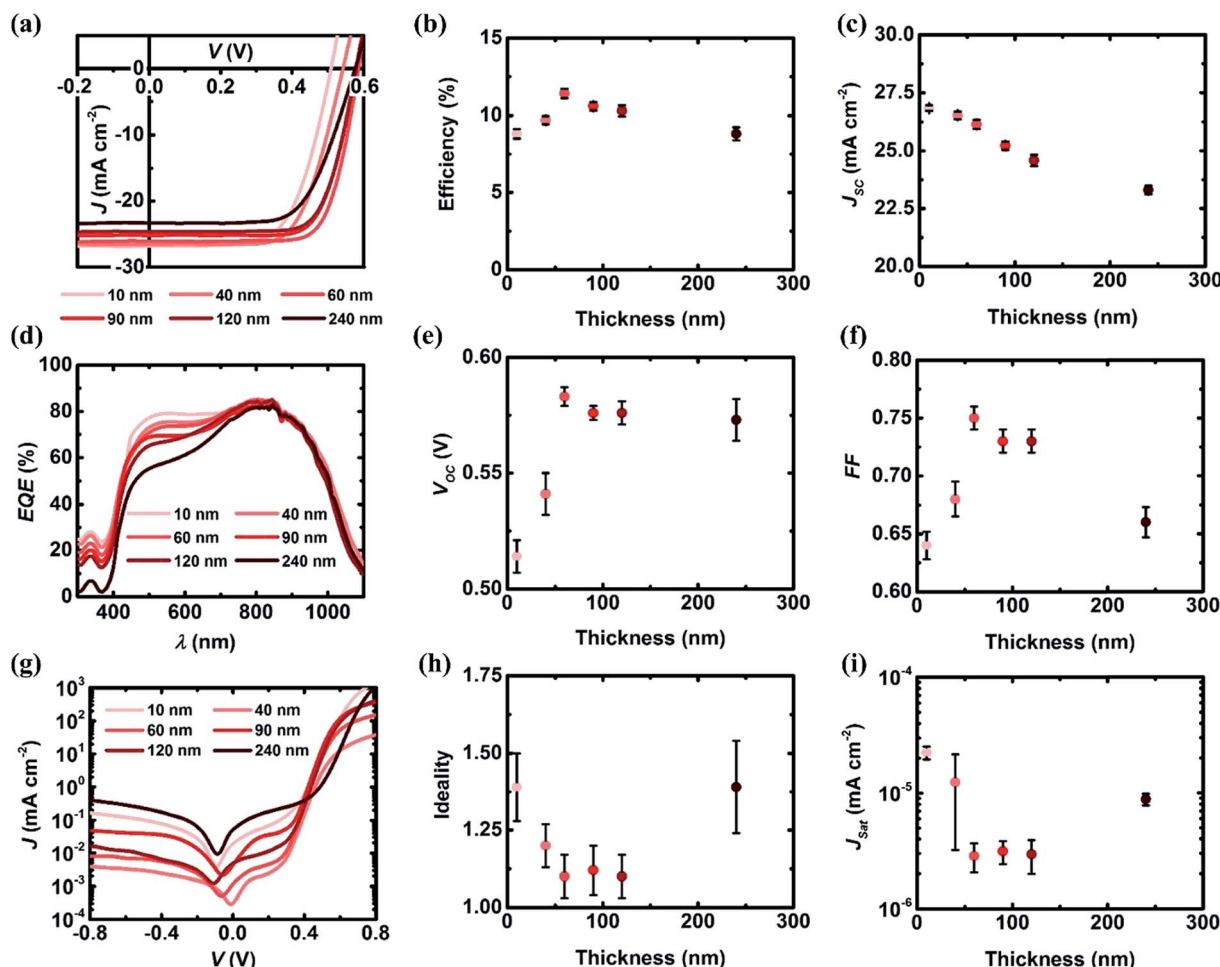 (a)
V (V)
-0.2 0.0 0.2 0.4 0.6
0
-10
-20
-30
J (mA cm⁻²)
10 nm 40 nm 60 nm
90 nm 120 nm 240 nm
(b)
15
10
5
0
Efficiency (%)
0 100 200 300
Thickness (nm)
(c)
30.0
27.5
25.0
22.5
20.0
J_SC (mA cm⁻²)
0 100 200 300
Thickness (nm)
(d)
100
80
60
40
20
0
EQE (%)
10 nm 40 nm
60 nm 90 nm
120 nm 240 nm
400 600 800 1000
λ (nm)
(e)
0.60
0.55
0.50
V_OC (V)
0 100 200 300
Thickness (nm)
(f)
0.80
0.75
0.70
0.65
0.60
FF
0 100 200 300
Thickness (nm)
(g)
10³
10²
10¹
10⁰
10⁻¹
10⁻²
10⁻³
10⁻⁴
J (mA cm⁻²)
10 nm 40 nm
60 nm 90 nm
120 nm 240 nm
-0.8 -0.4 0.0 0.4 0.8
V (V)
(h)
1.75
1.50
1.25
1.00
Ideality
0 100 200 300
Thickness (nm)
(i)
10⁻⁴
10⁻⁵
10⁻⁶
J_Sat (mA cm⁻²)
0 100 200 300
Thickness (nm)